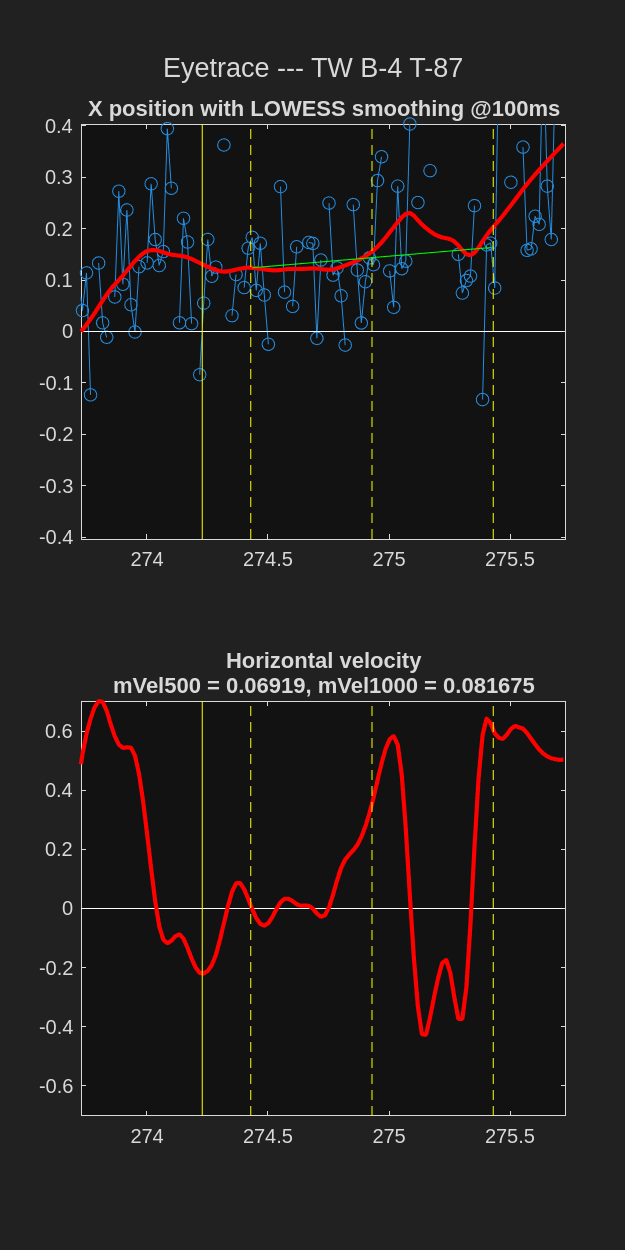 Eyetrace --- TW B-4 T-87
X position with LOWESS smoothing @100ms
0.4
0.3
0.2
0.1
0
-0.1
-0.2
-0.3
-0.4
274 274.5 275 275.5
Horizontal velocity
mVel500 = 0.06919, mVel1000 = 0.081675
0.6
0.4
0.2
0
-0.2
-0.4
-0.6
274 274.5 275 275.5